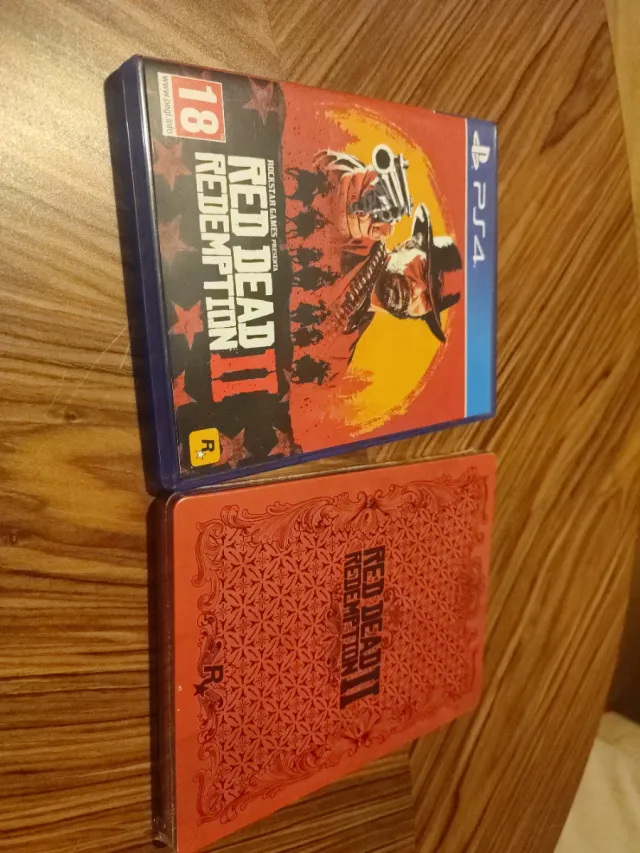 PS4
ROCKSTAR GAMES PRESENTA
RED DEAD
REDEMPTION
II
18
www.pegi.info
R
RED DEAD
REDEMPTION
II
R